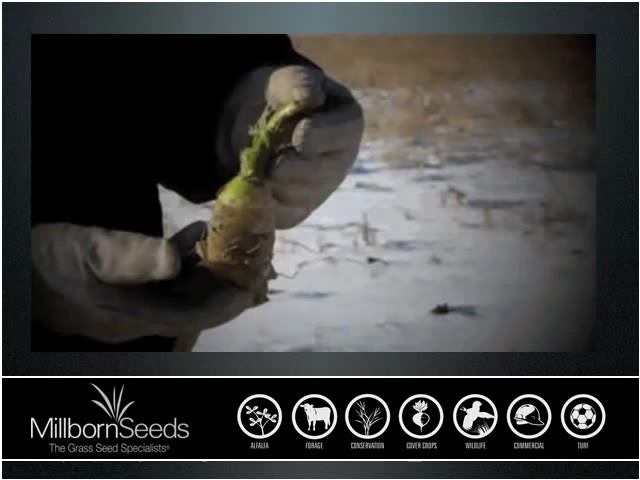 MillbornSeeds
The Grass Seed Specialists®
ALFALFA
FORAGE
CONSERVATION
COVER CROPS
WILDLIFE
COMMERCIAL
TURF